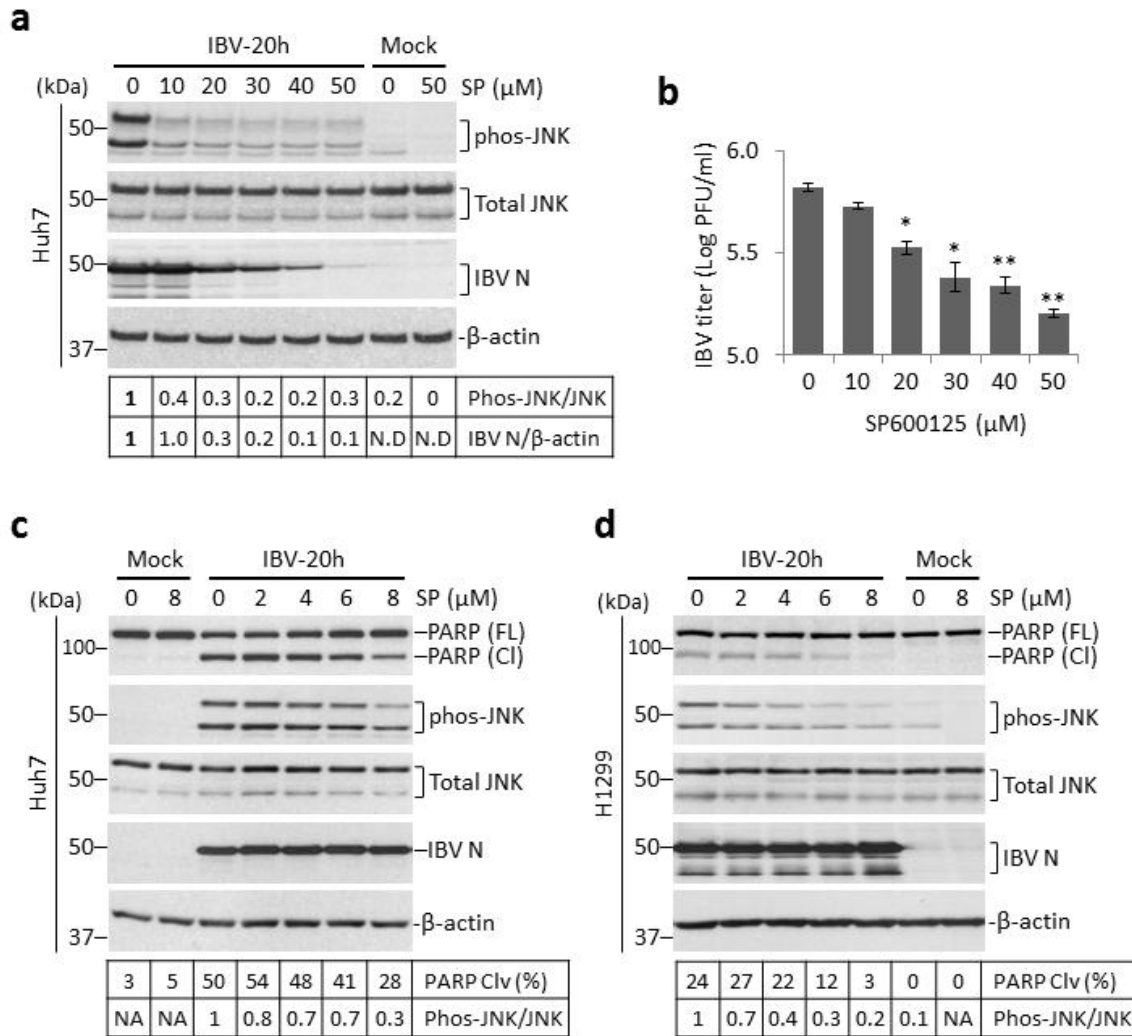 a
IBV-20h Mock
(kDa) 0 10 20 30 40 50 0 50 SP (μM)
Huh7
50 phos-JNK
50 Total JNK
50 IBV N
β-actin
37
1 0.4 0.3 0.2 0.2 0.3 0.2 0 Phos-JNK/JNK
1 1.0 0.3 0.2 0.1 0.1 N.D N.D IBV N/β-actin
b
IBV titer (Log PFU/ml)
6.0
5.5
5.0
* * ** **
0 10 20 30 40 50
SP600125 (μM)
c
Mock IBV-20h
(kDa) 0 8 0 2 4 6 8 SP (μM)
Huh7
PARP (FL)
100
PARP (Cl)
50 phos-JNK
50 Total JNK
50 IBV N
β-actin
37
3 5 50 54 48 41 28 PARP Clv (%)
NA NA 1 0.8 0.7 0.7 0.3 Phos-JNK/JNK
d
IBV-20h Mock
(kDa) 0 2 4 6 8 0 8 SP (μM)
H1299
PARP (FL)
100
PARP (Cl)
50 phos-JNK
50 Total JNK
50 IBV N
β-actin
37
24 27 22 12 3 0 0 PARP Clv (%)
1 0.7 0.4 0.3 0.2 0.1 NA Phos-JNK/JNK